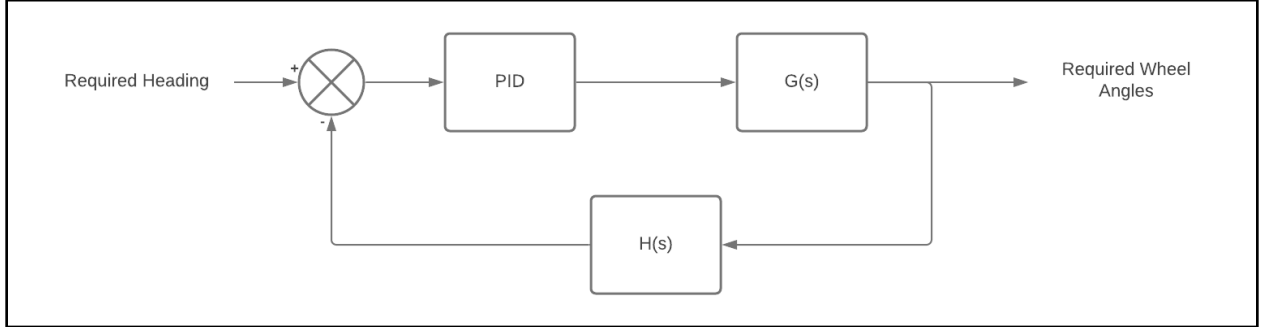 +
Required Heading
PID
G(s)
Required Wheel
Angles
-
H(s)